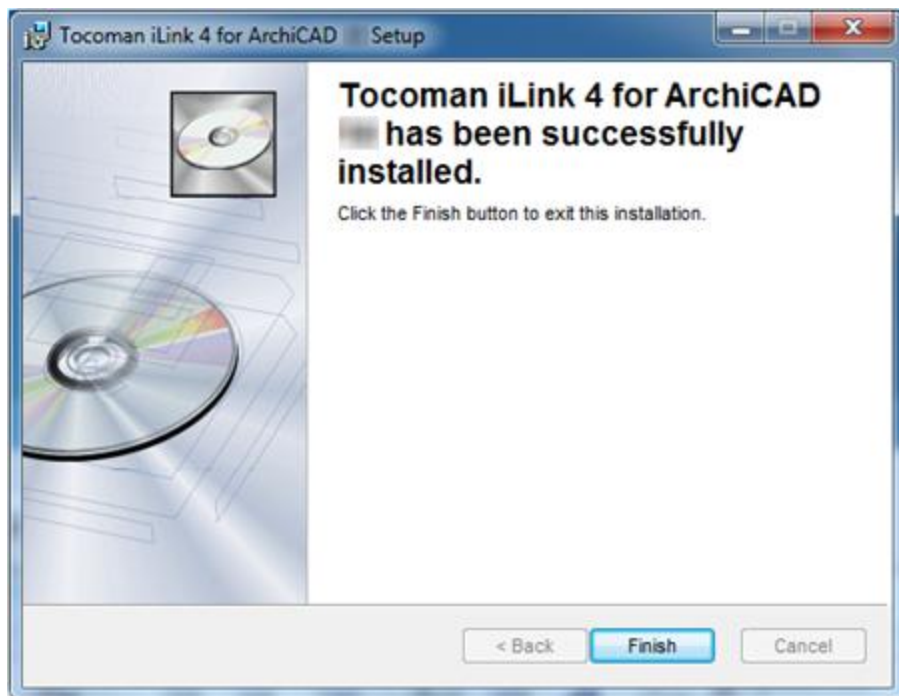 Tocoman iLink 4 for ArchiCAD Setup
Tocoman iLink 4 for ArchiCAD
has been successfully
installed.
Click the Finish button to exit this installation.
< Back Finish Cancel